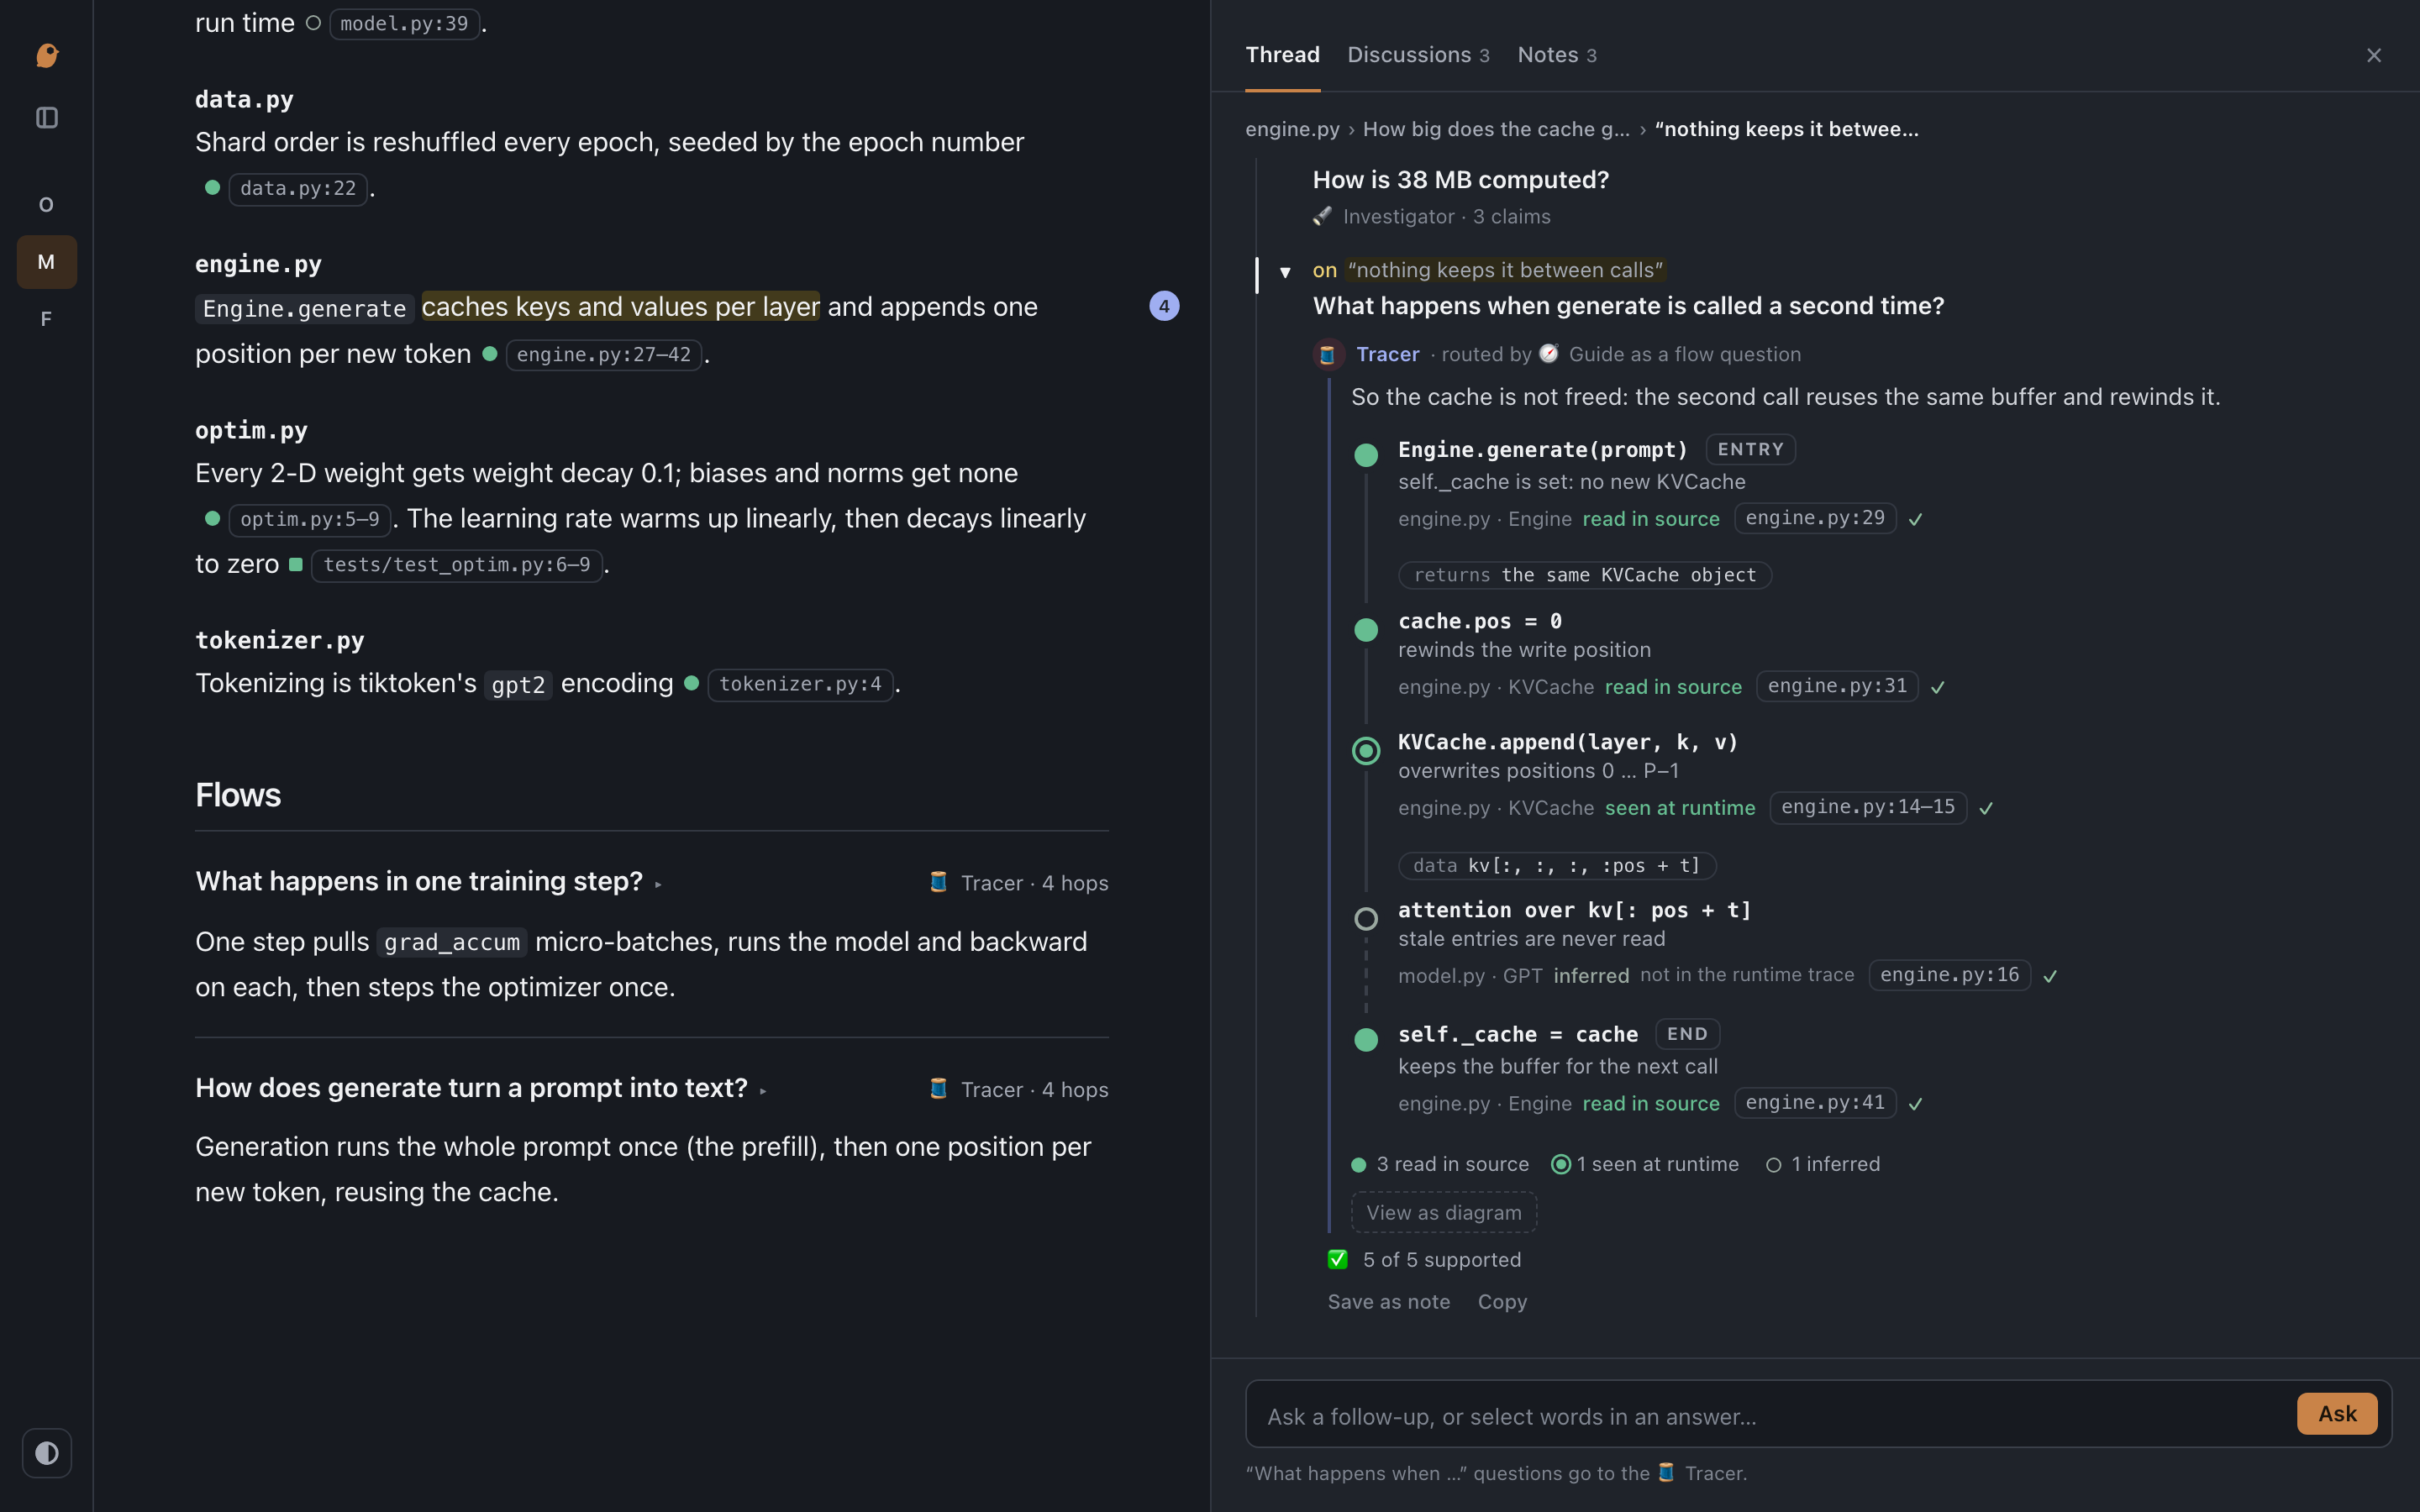 run time model.py:39.
data.py
Shard order is reshuffled every epoch, seeded by the epoch number
data.py:22.
engine.py
Engine.generate caches keys and values per layer and appends one
4
position per new token engine.py:27–42.
optim.py
Every 2-D weight gets weight decay 0.1; biases and norms get none
optim.py:5–9. The learning rate warms up linearly, then decays linearly
to zero tests/test_optim.py:6–9.
tokenizer.py
Tokenizing is tiktoken's gpt2 encoding tokenizer.py:4.
Flows
What happens in one training step? ▸
Tracer · 4 hops
One step pulls grad_accum micro-batches, runs the model and backward
on each, then steps the optimizer once.
How does generate turn a prompt into text? ▸
Tracer · 4 hops
Generation runs the whole prompt once (the prefill), then one position per
new token, reusing the cache.
O
M
F
Thread Discussions 3 Notes 3
×
engine.py › How big does the cache g... › “nothing keeps it betwee...
How is 38 MB computed?
Investigator · 3 claims
▼ on “nothing keeps it between calls”
What happens when generate is called a second time?
Tracer · routed by Guide as a flow question
So the cache is not freed: the second call reuses the same buffer and rewinds it.
Engine.generate(prompt) ENTRY
self._cache is set: no new KVCache
engine.py · Engine read in source engine.py:29 ✓
returns the same KVCache object
cache.pos = 0
rewinds the write position
engine.py · KVCache read in source engine.py:31 ✓
KVCache.append(layer, k, v)
overwrites positions 0 … P–1
engine.py · KVCache seen at runtime engine.py:14–15 ✓
data kv[:, :, :, :pos + t]
attention over kv[: pos + t]
stale entries are never read
model.py · GPT inferred not in the runtime trace engine.py:16 ✓
self._cache = cache END
keeps the buffer for the next call
engine.py · Engine read in source engine.py:41 ✓
3 read in source 1 seen at runtime 1 inferred
View as diagram
✅ 5 of 5 supported
Save as note Copy
Ask a follow-up, or select words in an answer…
Ask
“What happens when …” questions go to the Tracer.